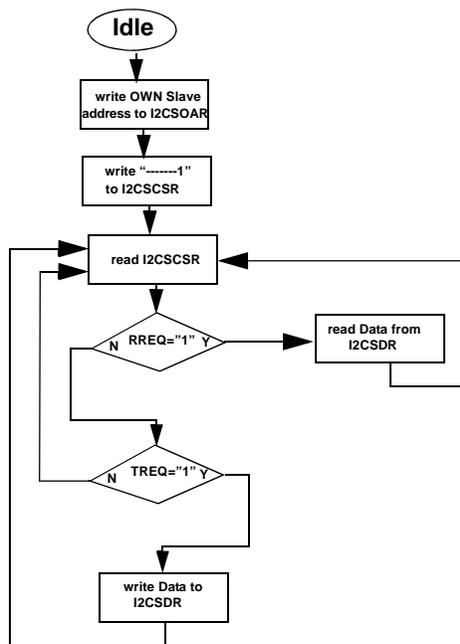 Idle
write OWN Slave
address to I2CSOAR
write “-------1”
to I2CSCSR
read I2CSCSR
N RREQ=”1” Y
read Data from
I2CSDR
N TREQ=”1” Y
write Data to
I2CSDR